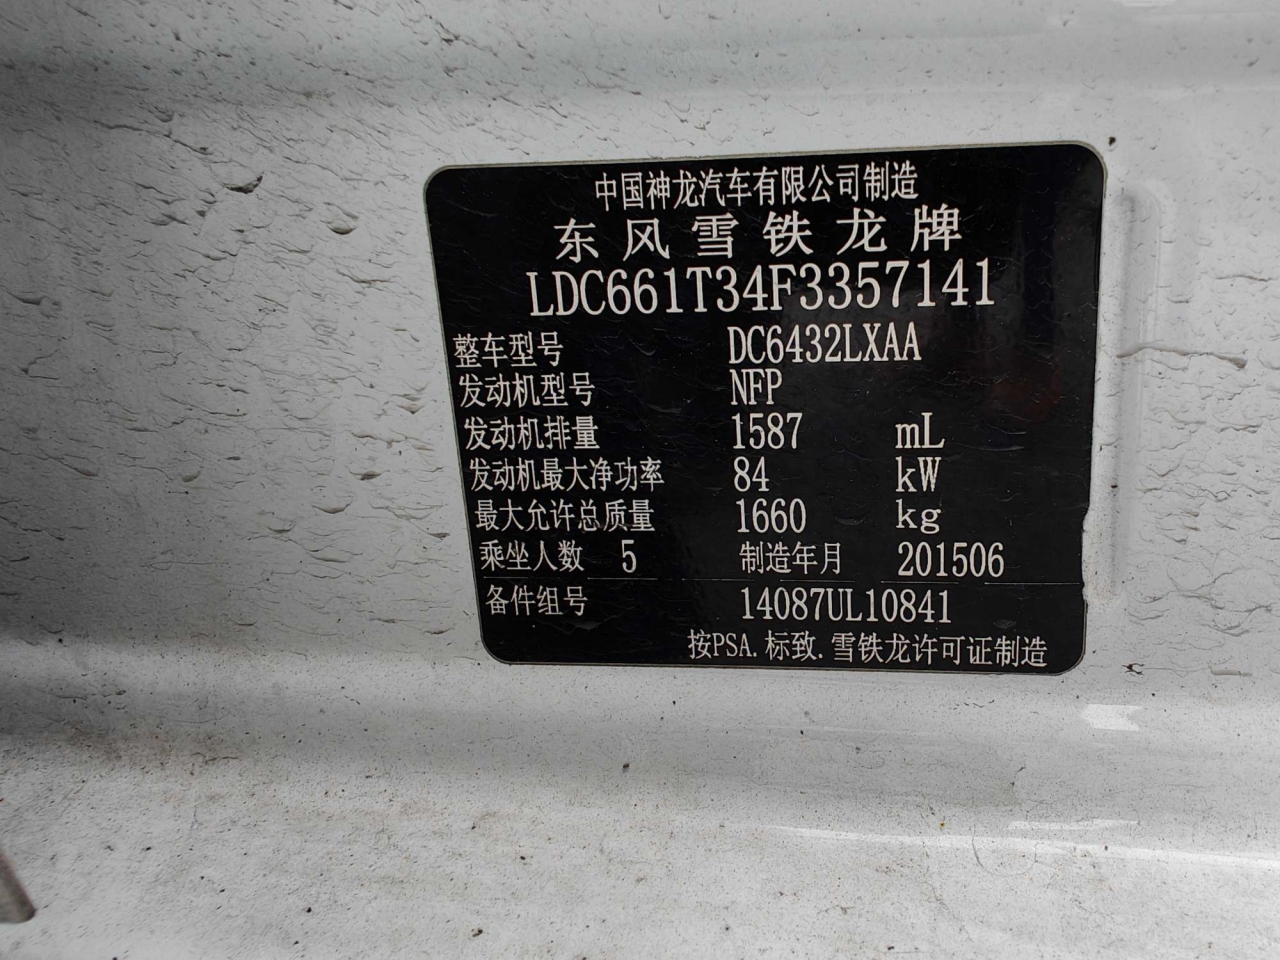 中国神龙汽车有限公司制造
东风雪铁龙牌
LDC661T34F3357141
整车型号 DC6432LXAA
发动机型号 NFP
发动机排量 1587 mL
发动机最大净功率 84 kW
最大允许总质量 1660 kg
乘坐人数 5 制造年月 201506
备件组号 14087UL10841
按PSA.标致.雪铁龙许可证制造